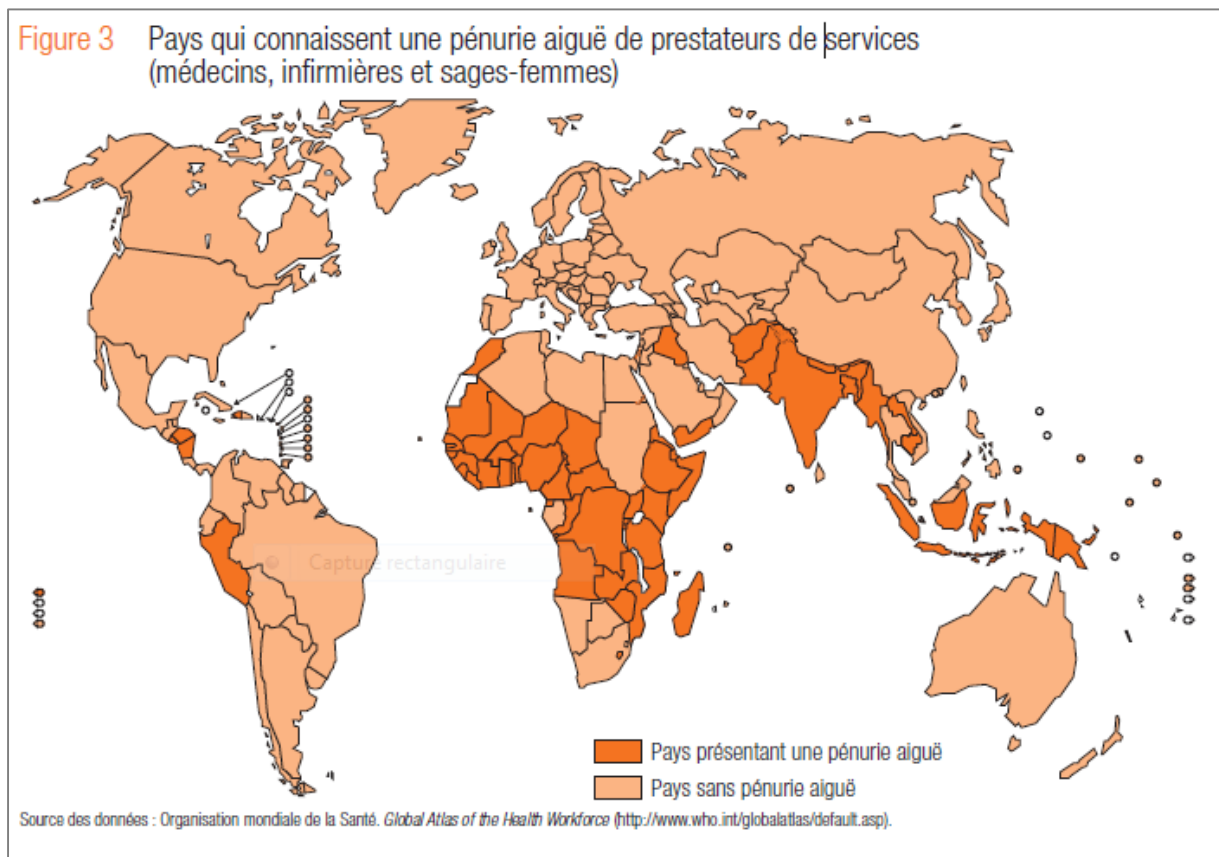 Figure 3 Pays qui connaissent une pénurie aiguë de prestateurs de services
(médecins, infirmières et sages-femmes)
Capture rectangulaire
Pays présentant une pénurie aiguë
Pays sans pénurie aiguë
Source des données : Organisation mondiale de la Santé. Global Atlas of the Health Workforce (http://www.who.int/globalatlas/default.asp).